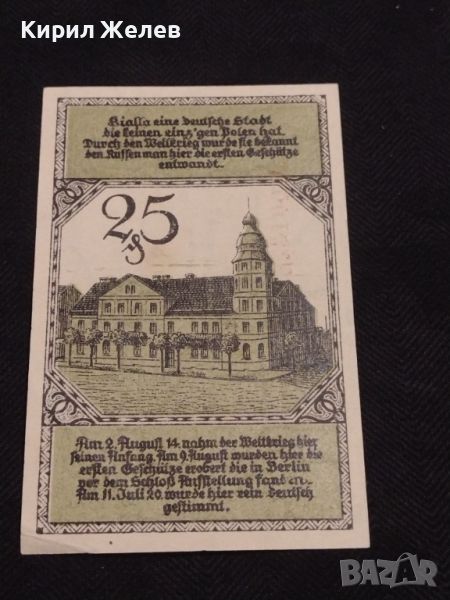 Кирил Желев
Bialla eine deutsche Stadt
die keinen einz'gen Polen hat.
Durch den Weltkrieg wurde sie bekannt
den Russen man hier die ersten Geschütze
entwandt.
25
₰
Am 2. August 14. nahm der Weltkrieg hier
seinen Anfang. Am 9. August wurden hier die
ersten Geschütze erobert die in Berlin
vor dem Schloß Aufstellung fanden.
Am 11. Juli 20. wurde hier rein deutsch
gestimmt.
BAZAR